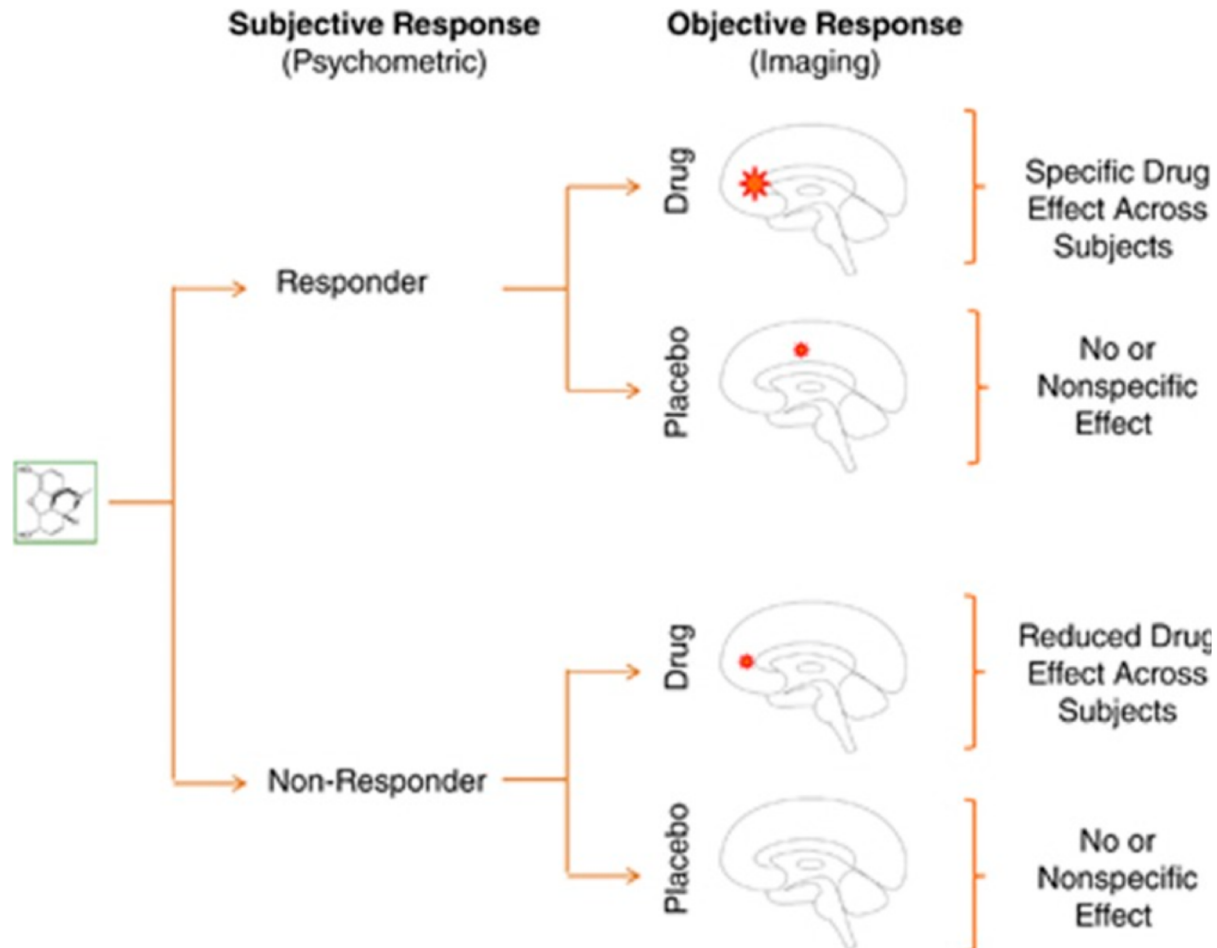 Subjective Response
(Psychometric)
Objective Response
(Imaging)
Responder
Drug
Specific Drug
Effect Across
Subjects
Placebo
No or
Nonspecific
Effect
Non-Responder
Drug
Reduced Drug
Effect Across
Subjects
Placebo
No or
Nonspecific
Effect